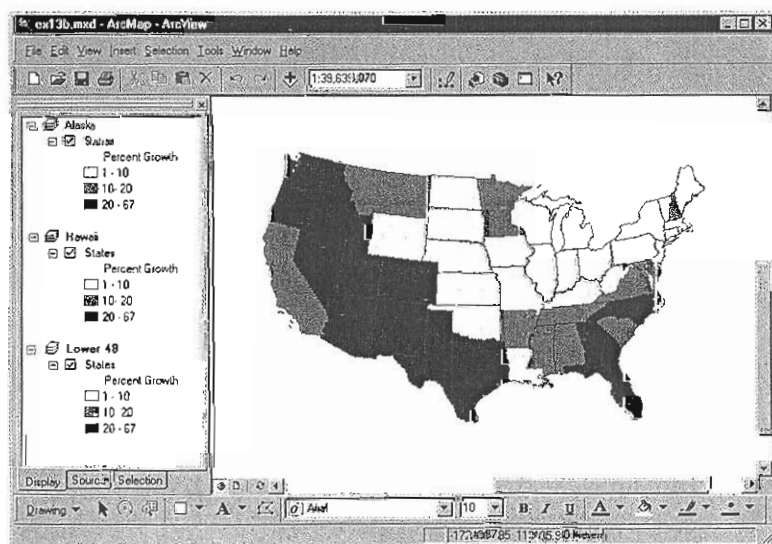 ex13b.mxd - ArcMap - ArcView
File Edit View Insert Selection Tools Window Help
Alaska
States
Percent Growth
1 - 10
10 - 20
20 - 67
Hawaii
States
Percent Growth
1 - 10
10 - 20
20 - 67
Lower 48
States
Percent Growth
1 - 10
10 - 20
20 - 67
Display Source Selection
Drawing A Arial 10 B I U A